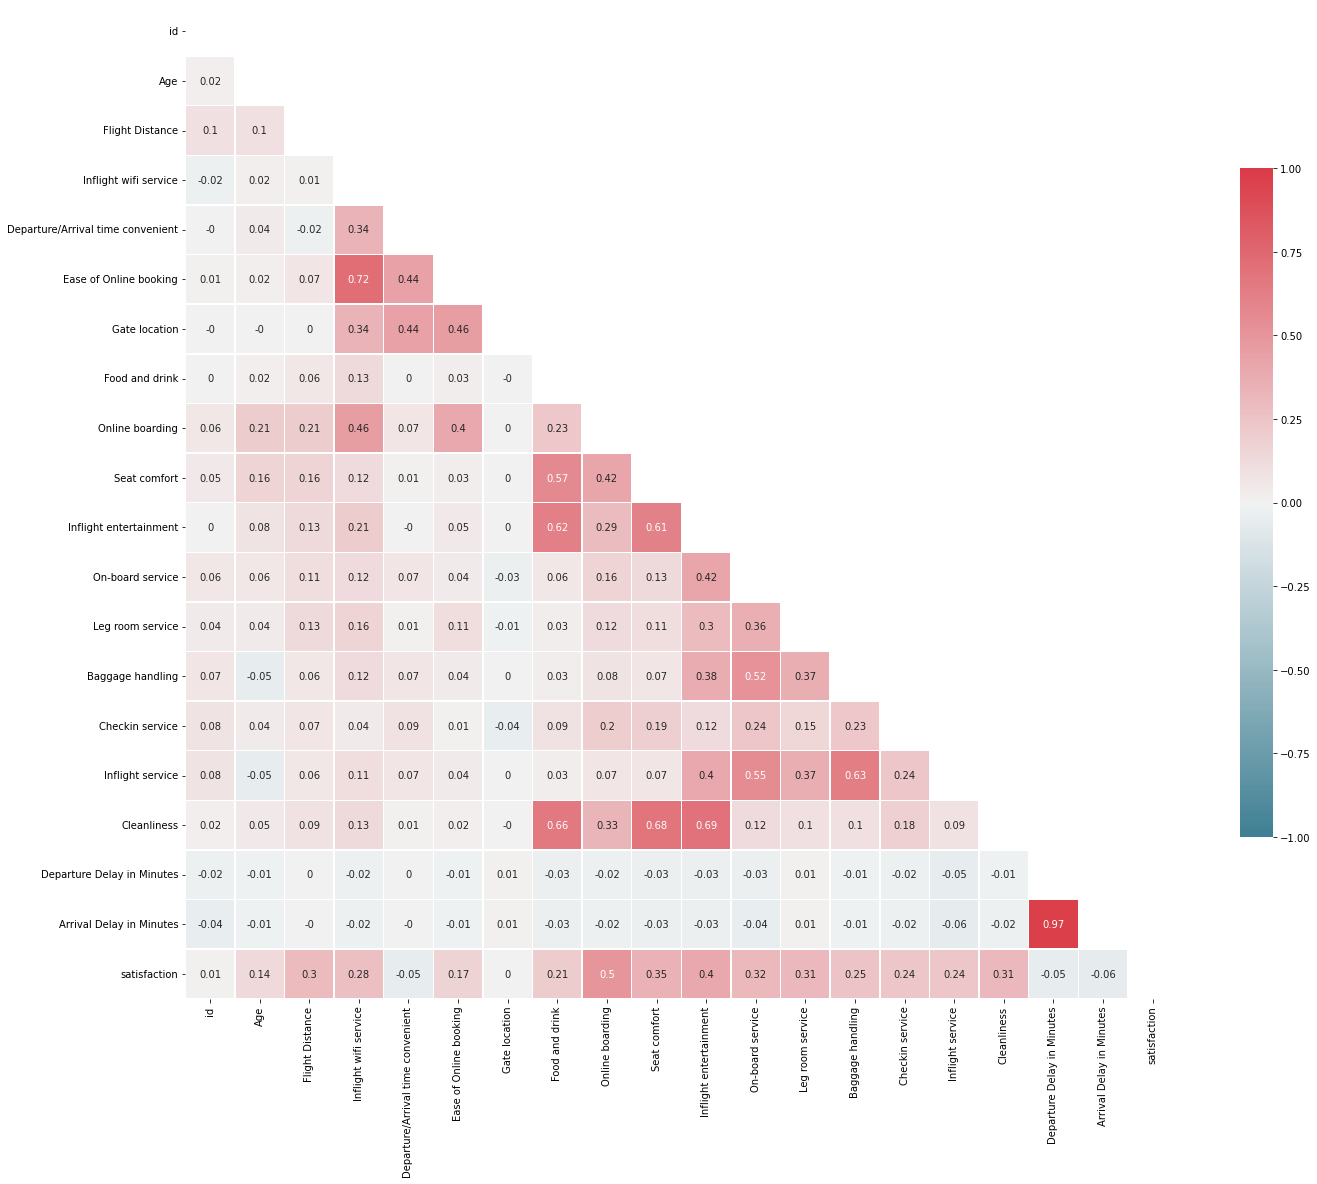 id
Age 0.02
Flight Distance 0.1 0.1
1.00
Inflight wifi service -0.02 0.02 0.01
Departure/Arrival time convenient -0 0.04 -0.02 0.34
0.75
Ease of Online booking 0.01 0.02 0.07 0.72 0.44
Gate location -0 -0 0 0.34 0.44 0.46
0.50
Food and drink 0 0.02 0.06 0.13 0 0.03 -0
Online boarding 0.06 0.21 0.21 0.46 0.07 0.4 0 0.23
0.25
Seat comfort 0.05 0.16 0.16 0.12 0.01 0.03 0 0.57 0.42
0.00
Inflight entertainment 0 0.08 0.13 0.21 -0 0.05 0 0.62 0.29 0.61
On-board service 0.06 0.06 0.11 0.12 0.07 0.04 -0.03 0.06 0.16 0.13 0.42
−0.25
Leg room service 0.04 0.04 0.13 0.16 0.01 0.11 -0.01 0.03 0.12 0.11 0.3 0.36
−0.50
Baggage handling 0.07 -0.05 0.06 0.12 0.07 0.04 0 0.03 0.08 0.07 0.38 0.52 0.37
Checkin service 0.08 0.04 0.07 0.04 0.09 0.01 -0.04 0.09 0.2 0.19 0.12 0.24 0.15 0.23
−0.75
Inflight service 0.08 -0.05 0.06 0.11 0.07 0.04 0 0.03 0.07 0.07 0.4 0.55 0.37 0.63 0.24
Cleanliness 0.02 0.05 0.09 0.13 0.01 0.02 -0 0.66 0.33 0.68 0.69 0.12 0.1 0.1 0.18 0.09
−1.00
Departure Delay in Minutes -0.02 -0.01 0 -0.02 0 -0.01 0.01 -0.03 -0.02 -0.03 -0.03 -0.03 0.01 -0.01 -0.02 -0.05 -0.01
Arrival Delay in Minutes -0.04 -0.01 -0 -0.02 -0 -0.01 0.01 -0.03 -0.02 -0.03 -0.03 -0.04 0.01 -0.01 -0.02 -0.06 -0.02 0.97
satisfaction 0.01 0.14 0.3 0.28 -0.05 0.17 0 0.21 0.5 0.35 0.4 0.32 0.31 0.25 0.24 0.24 0.31 -0.05 -0.06
id
Age
Flight Distance
Inflight wifi service
Departure/Arrival time convenient
Ease of Online booking
Gate location
Food and drink
Online boarding
Seat comfort
Inflight entertainment
On-board service
Leg room service
Baggage handling
Checkin service
Inflight service
Cleanliness
Departure Delay in Minutes
Arrival Delay in Minutes
satisfaction